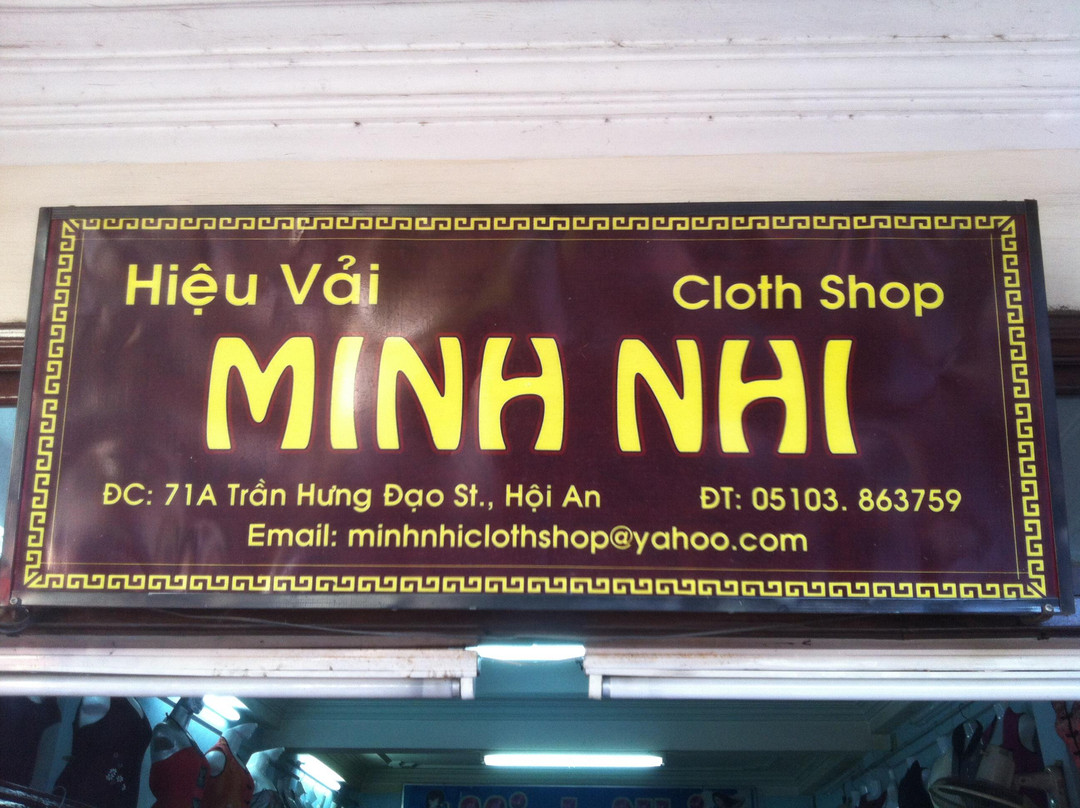 Hiệu Vải Cloth Shop
MINH NHI
ĐC: 71A Trần Hưng Đạo St., Hội An ĐT: 05103. 863759
Email: minhnhiclothshop@yahoo.com